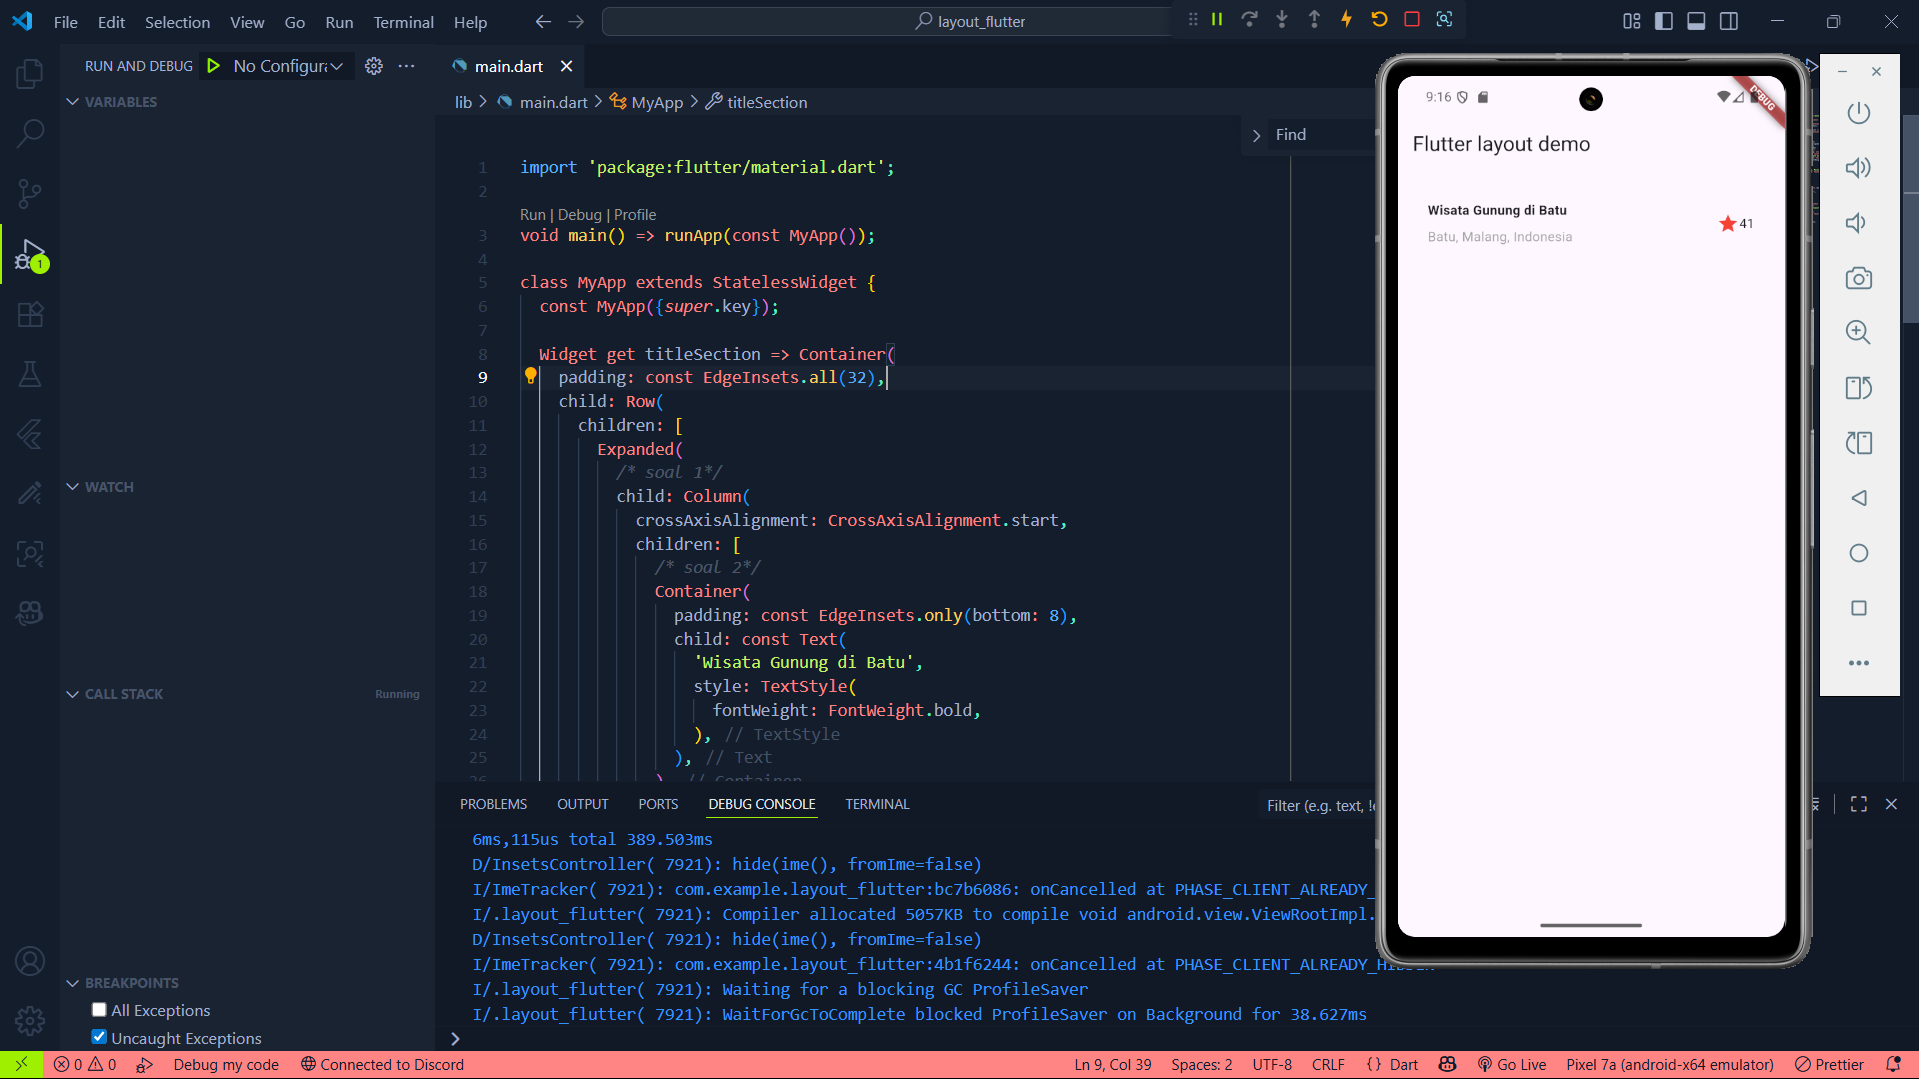 File Edit Selection View Go Run Terminal Help
layout_flutter
RUN AND DEBUG
No Configura
VARIABLES
WATCH
CALL STACK
Running
BREAKPOINTS
All Exceptions
Uncaught Exceptions
1
main.dart
lib > main.dart > MyApp > titleSection
Find
1 import 'package:flutter/material.dart';
2
Run | Debug | Profile
3 void main() => runApp(const MyApp());
4
5 class MyApp extends StatelessWidget {
6 const MyApp({super.key});
7
8 Widget get titleSection => Container(
9 padding: const EdgeInsets.all(32),
10 child: Row(
11 children: [
12 Expanded(
13 /* soal 1*/
14 child: Column(
15 crossAxisAlignment: CrossAxisAlignment.start,
16 children: [
17 /* soal 2*/
18 Container(
19 padding: const EdgeInsets.only(bottom: 8),
20 child: const Text(
21 'Wisata Gunung di Batu',
22 style: TextStyle(
23 fontWeight: FontWeight.bold,
24 ), // TextStyle
25 ), // Text
PROBLEMS OUTPUT PORTS DEBUG CONSOLE TERMINAL
Filter (e.g. text, !e
6ms,115us total 389.503ms
D/InsetsController( 7921): hide(ime(), fromIme=false)
I/ImeTracker( 7921): com.example.layout_flutter:bc7b6086: onCancelled at PHASE_CLIENT_ALREADY_
I/.layout_flutter( 7921): Compiler allocated 5057KB to compile void android.view.ViewRootImpl.
D/InsetsController( 7921): hide(ime(), fromIme=false)
I/ImeTracker( 7921): com.example.layout_flutter:4b1f6244: onCancelled at PHASE_CLIENT_ALREADY_
I/.layout_flutter( 7921): Waiting for a blocking GC ProfileSaver
I/.layout_flutter( 7921): WaitForGcToComplete blocked ProfileSaver on Background for 38.627ms
9:16
DEBUG
Flutter layout demo
Wisata Gunung di Batu
41
Batu, Malang, Indonesia
0 0 Debug my code Connected to Discord Ln 9, Col 39 Spaces: 2 UTF-8 CRLF {} Dart Go Live Pixel 7a (android-x64 emulator) Prettier